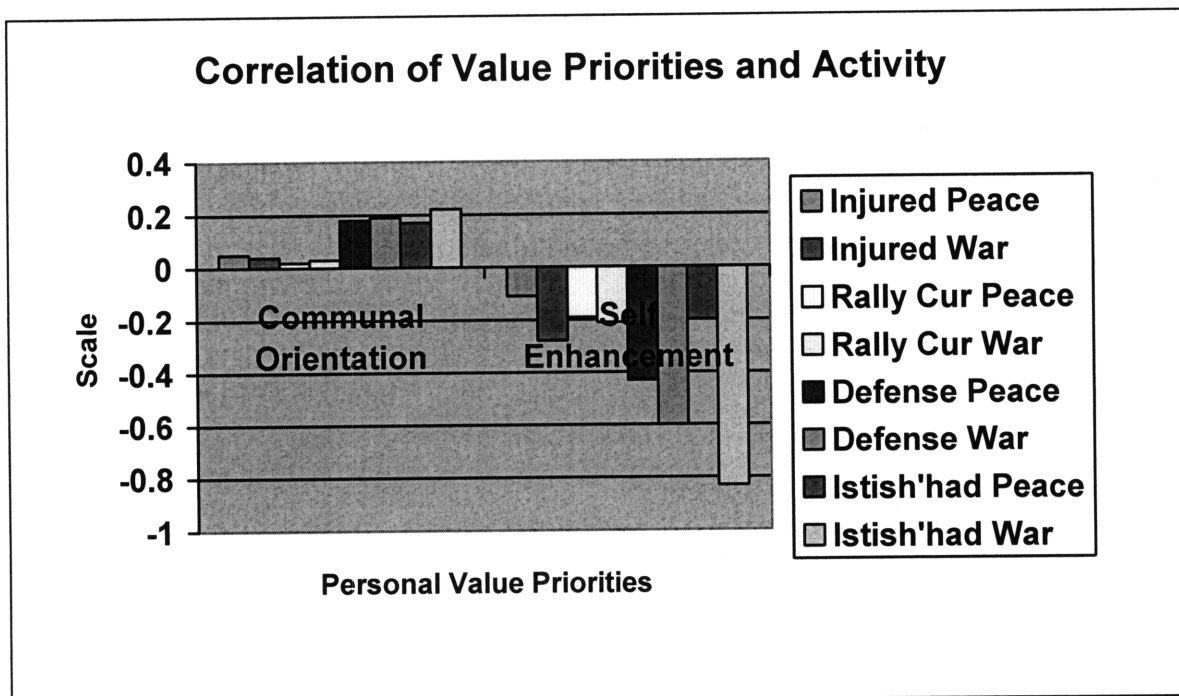 Correlation of Value Priorities and Activity
0.4
0.2
0
-0.2
-0.4
-0.6
-0.8
-1
Scale
Communal
Orientation
Self
Enhancement
Personal Value Priorities
Injured Peace
Injured War
Rally Cur Peace
Rally Cur War
Defense Peace
Defense War
Istish'had Peace
Istish'had War